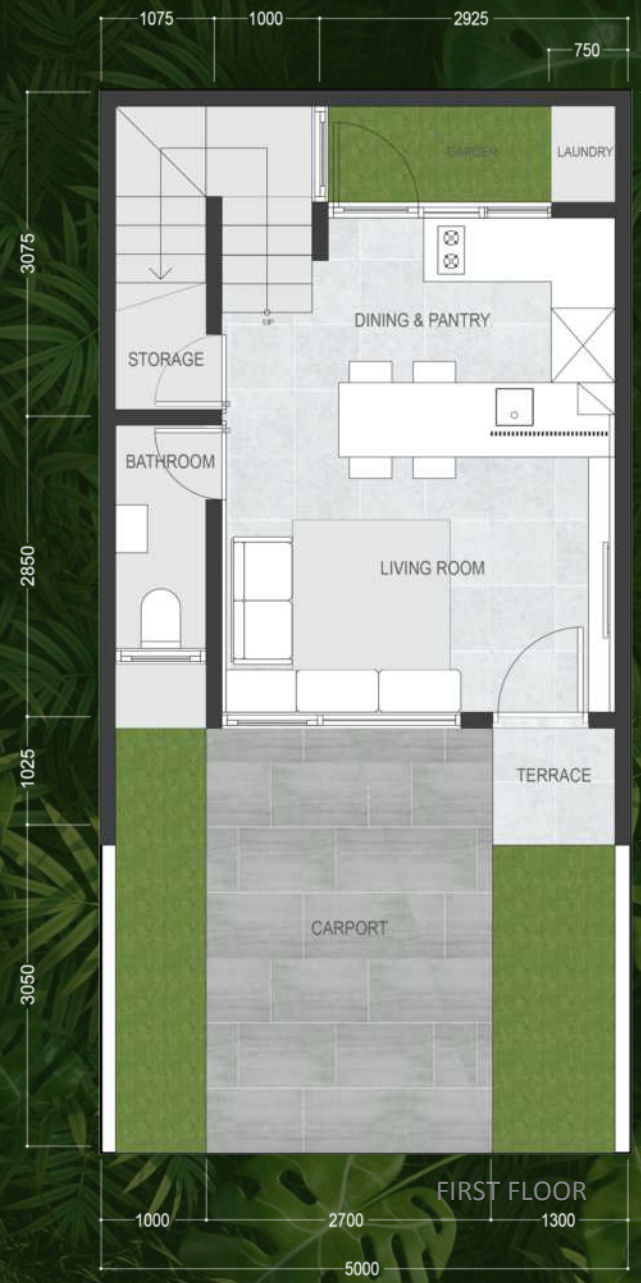 1075
1000
2925
750
GARDEN
LAUNDRY
3075
DINING & PANTRY
UP
STORAGE
BATHROOM
2850
LIVING ROOM
1025
TERRACE
CARPORT
3050
FIRST FLOOR
1000
2700
1300
5000